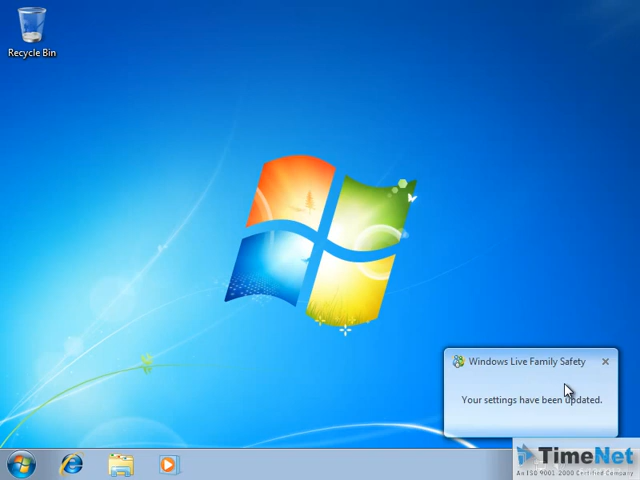 Recycle Bin
Windows Live Family Safety
Your settings have been updated.
TimeNet
An ISO 9001-2000 Certified Company